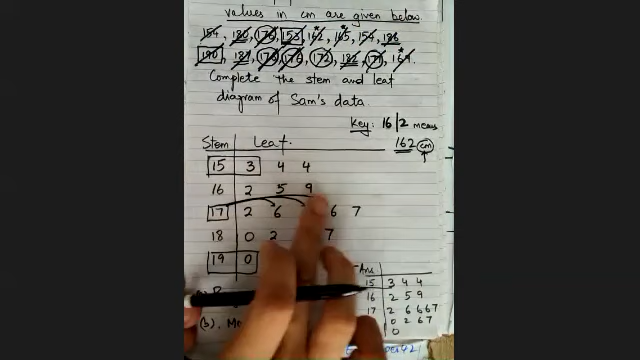 values in cm are given below.
154, 180, 176, 153, 162, 165, 154, 186
190, 187, 176, 176, 172, 182, 177, 169
Complete the stem and leaf
diagram of Sam's data.
Key: 16|2 means
162 cm
Stem Leaf
15 3 4 4
16 2 5 9
17 2 6 6 7
18 0 2 7
19 0
Ans
15 3 4 4
16 2 5 9
17 2 6 6 6 7
0 2 6 7
0
(b).